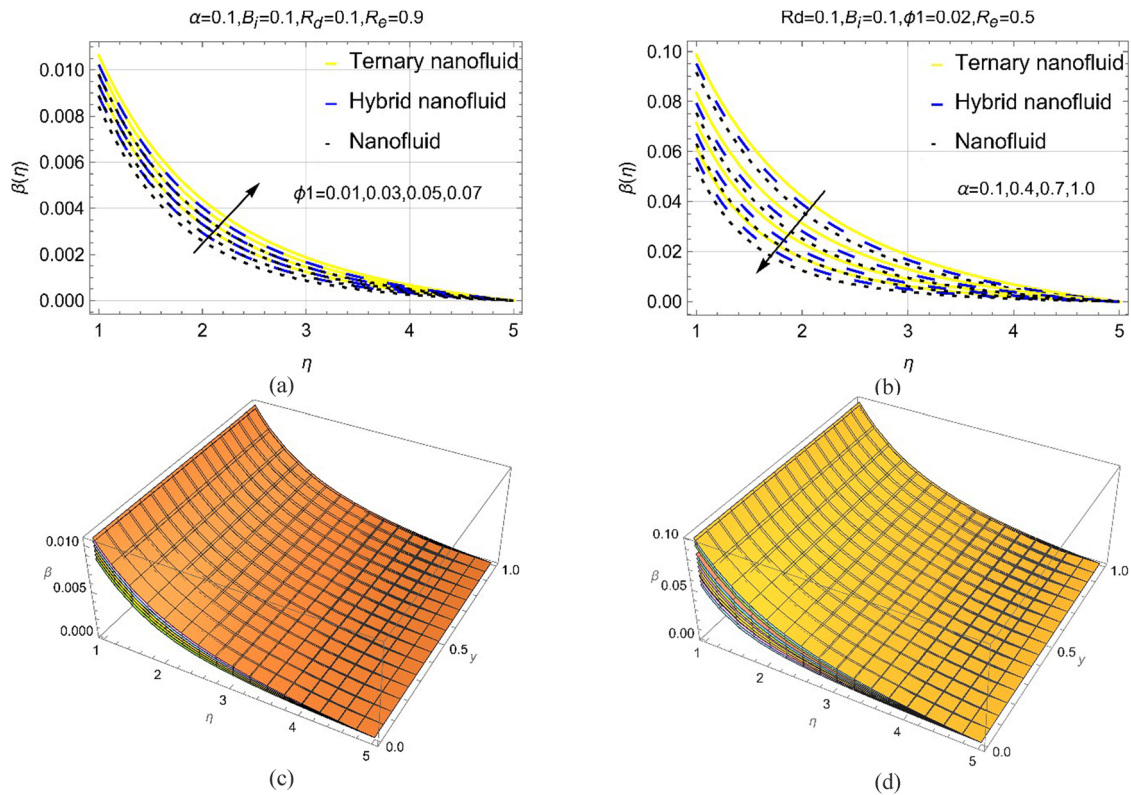 α=0.1,Bi=0.1,Rd=0.1,Re=0.9
0.010
0.008
0.006
0.004
0.002
0.000
β(η)
Ternary nanofluid
Hybrid nanofluid
Nanofluid
ϕ1=0.01,0.03,0.05,0.07
1 2 3 4 5
η
(a)
Rd=0.1,Bi=0.1,ϕ1=0.02,Re=0.5
0.10
0.08
0.06
0.04
0.02
0.00
β(η)
Ternary nanofluid
Hybrid nanofluid
Nanofluid
α=0.1,0.4,0.7,1.0
1 2 3 4 5
η
(b)
0.010
β
0.005
0.000
1
2
3
η
4
5
0.0
0.5
y
1.0
(c)
0.10
β
0.05
0.00
1
2
3
η
4
5
0.0
0.5
y
1.0
(d)